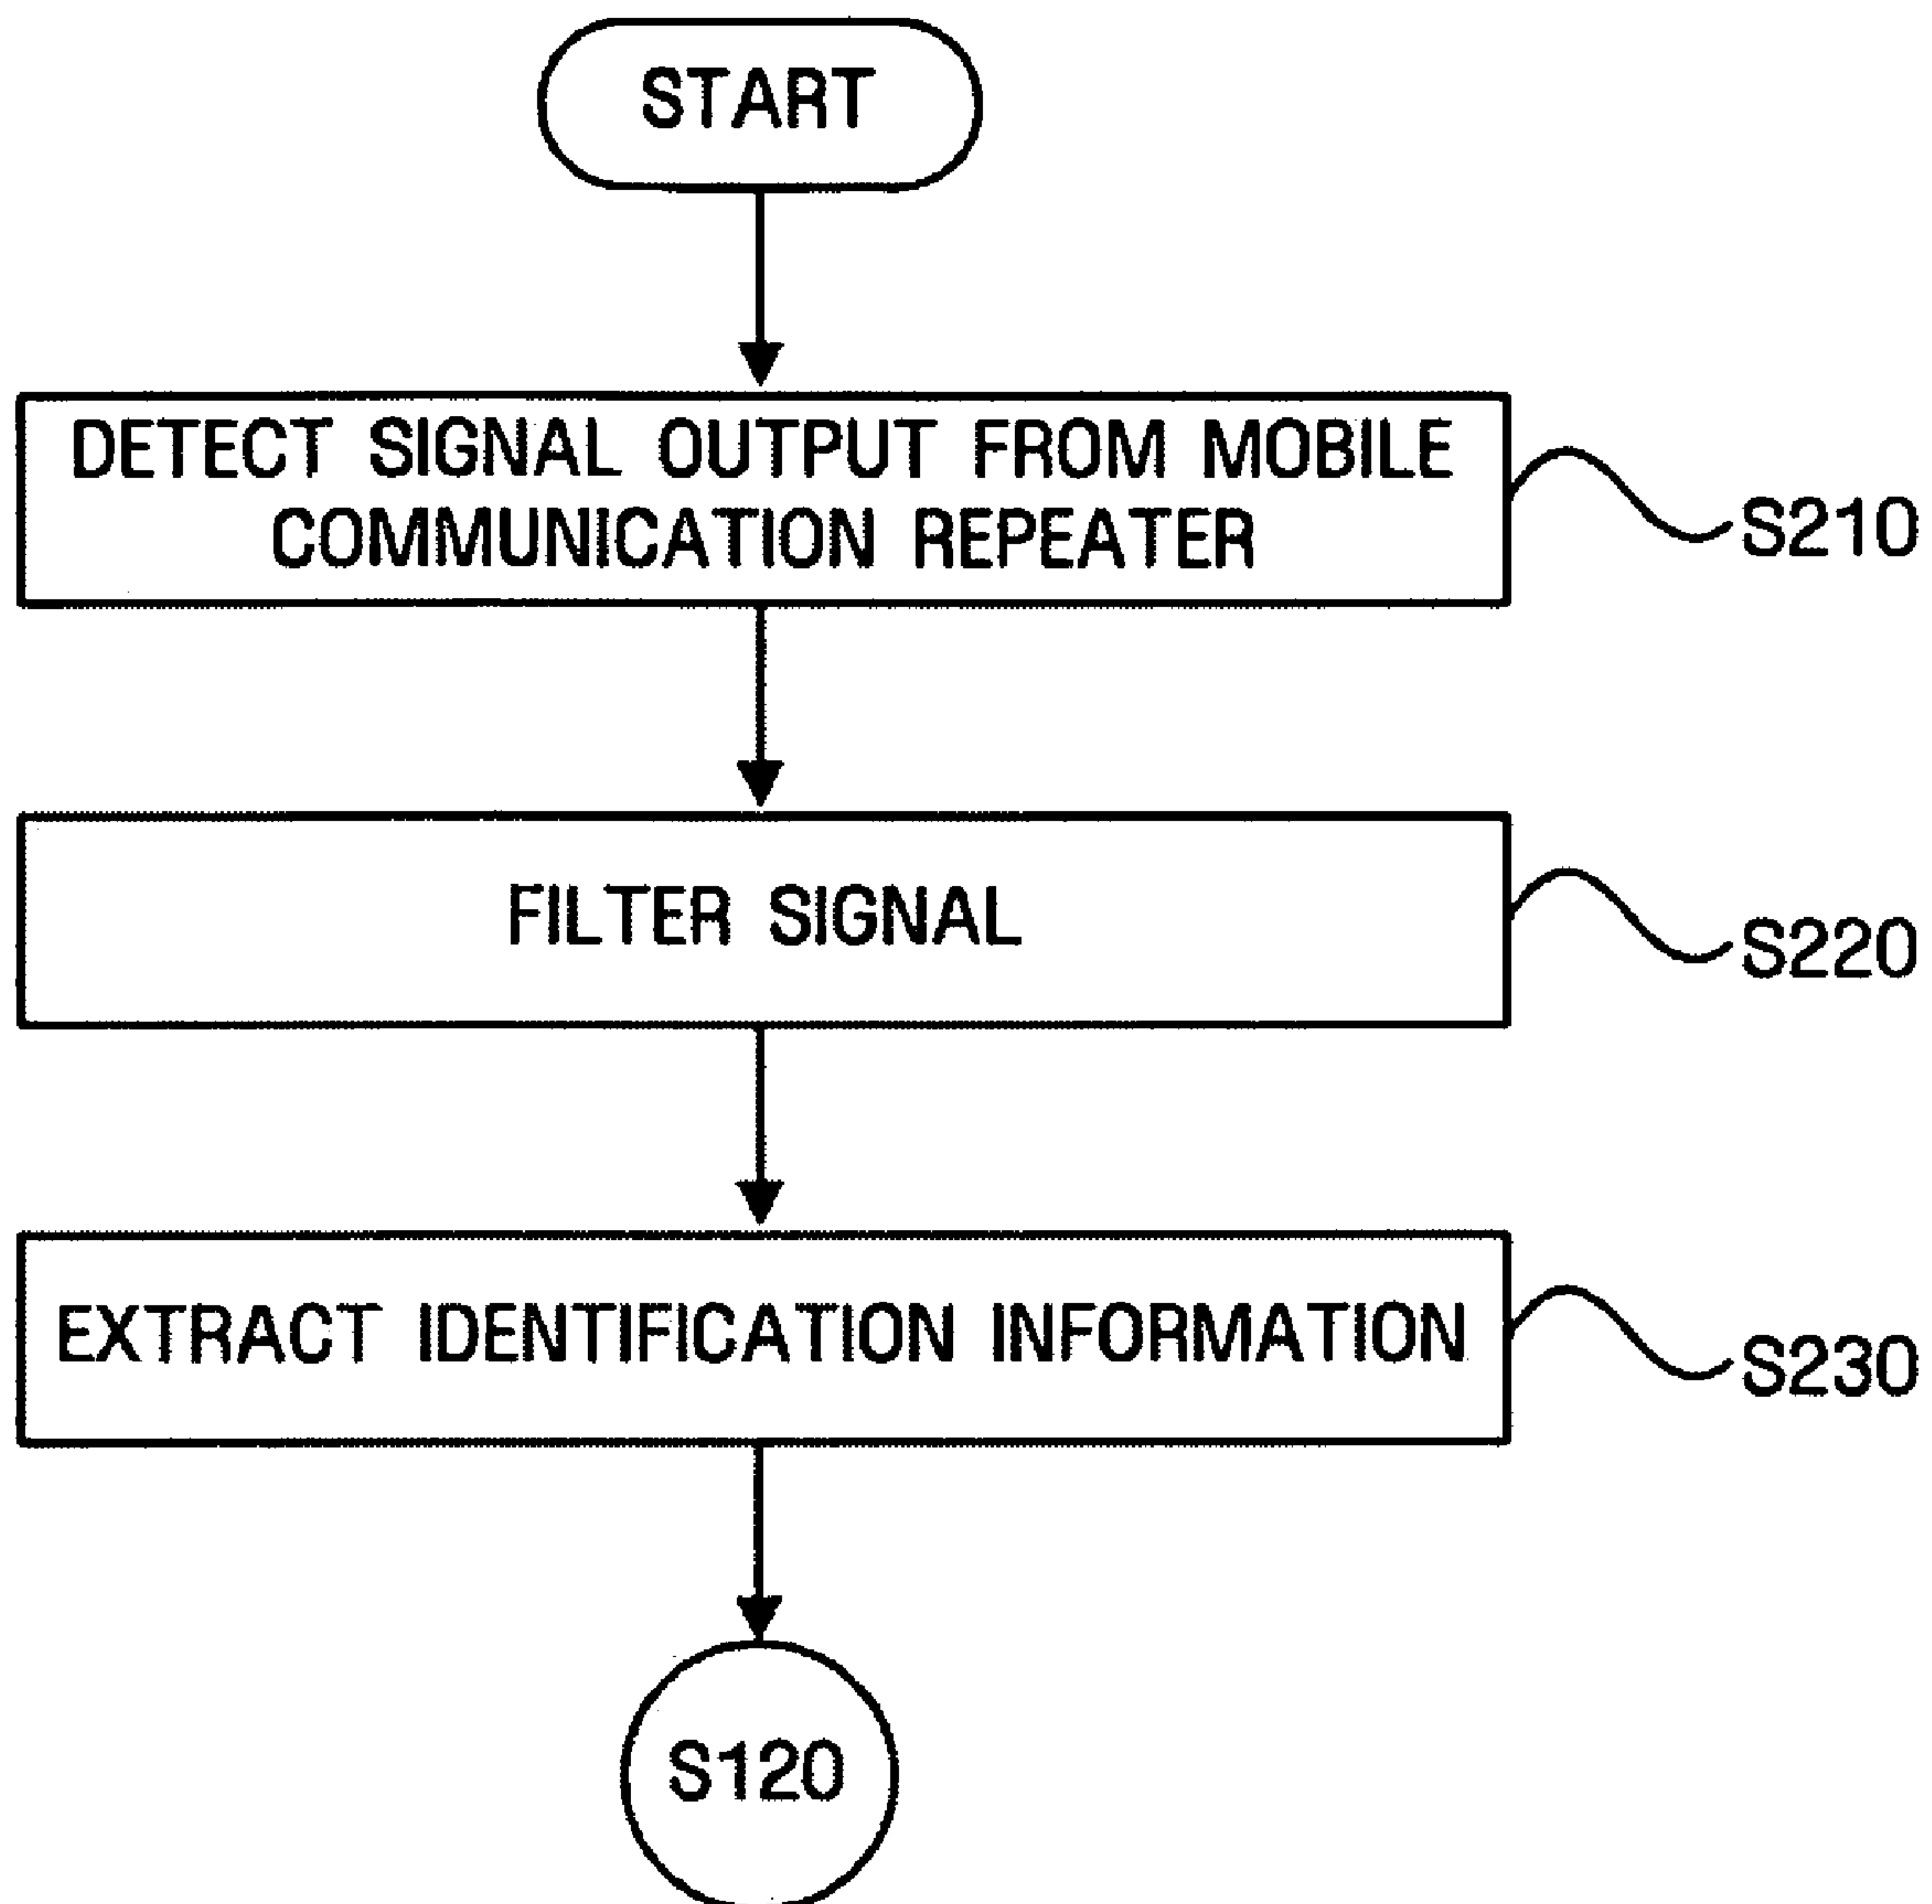 START
DETECT SIGNAL OUTPUT FROM MOBILE
COMMUNICATION REPEATER
S210
FILTER SIGNAL
S220
EXTRACT IDENTIFICATION INFORMATION
S230
S120